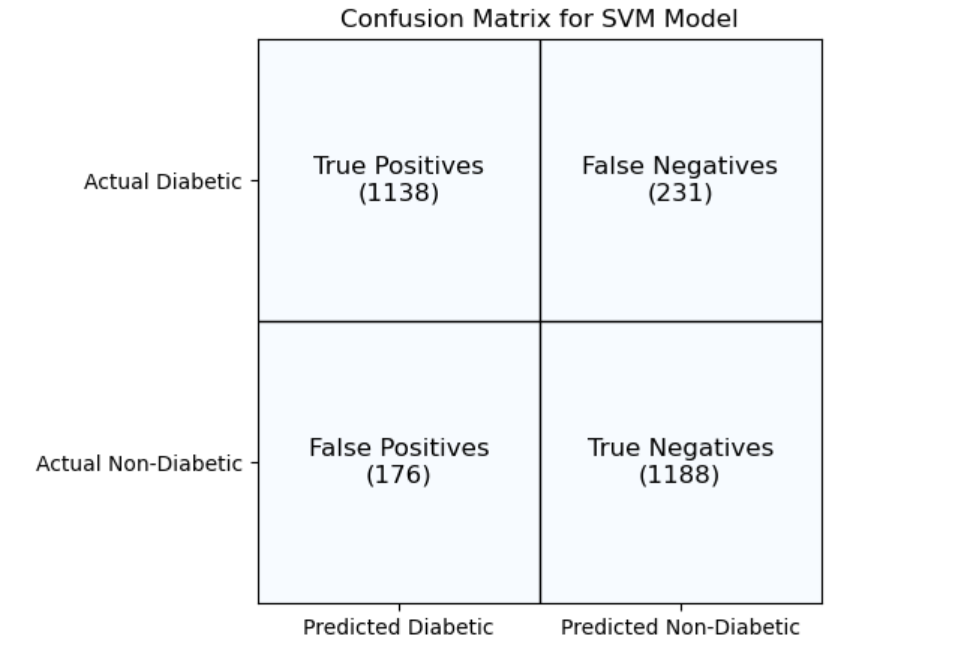 Confusion Matrix for SVM Model
Actual Diabetic
True Positives
(1138)
False Negatives
(231)
Actual Non-Diabetic
False Positives
(176)
True Negatives
(1188)
Predicted Diabetic
Predicted Non-Diabetic